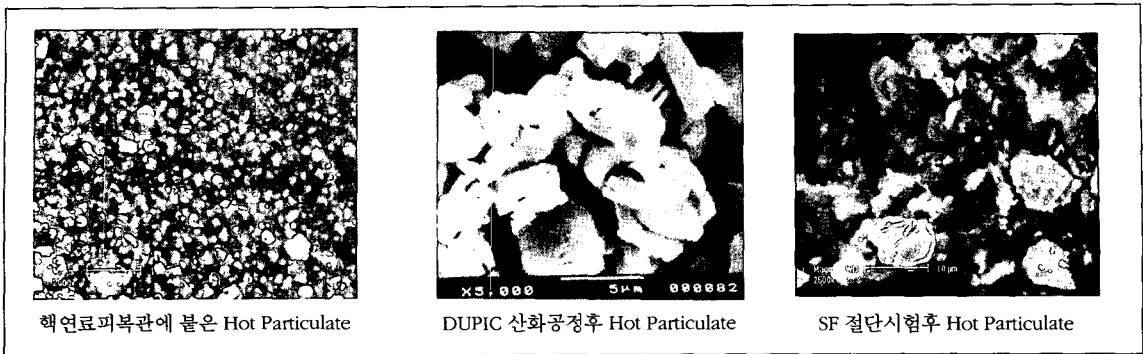 X5,000 5μm 000082
10μm
핵연료피복관에 붙은 Hot Particulate
DUPIC 산화공정후 Hot Particulate
SF 절단시험후 Hot Particulate